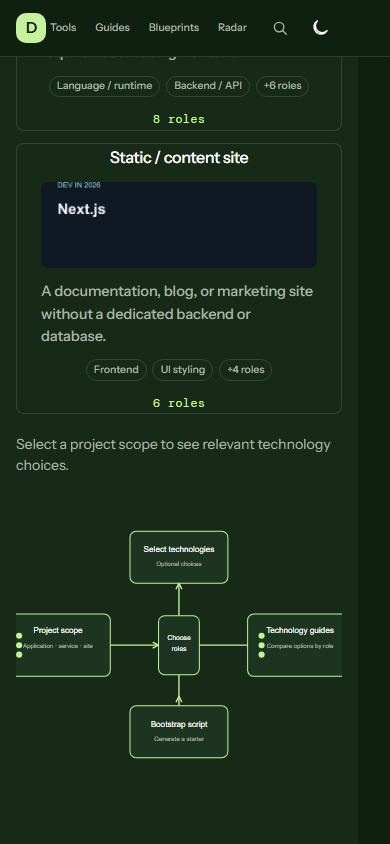 D Tools Guides Blueprints Radar
Language / runtime Backend / API +6 roles
8 roles
Static / content site
DEV IN 2026
Next.js
A documentation, blog, or marketing site
without a dedicated backend or
database.
Frontend UI styling +4 roles
6 roles
Select a project scope to see relevant technology
choices.
Select technologies
Optional choices
Project scope
Application · service · site
Choose
roles
Technology guides
Compare options by role
Bootstrap script
Generate a starter